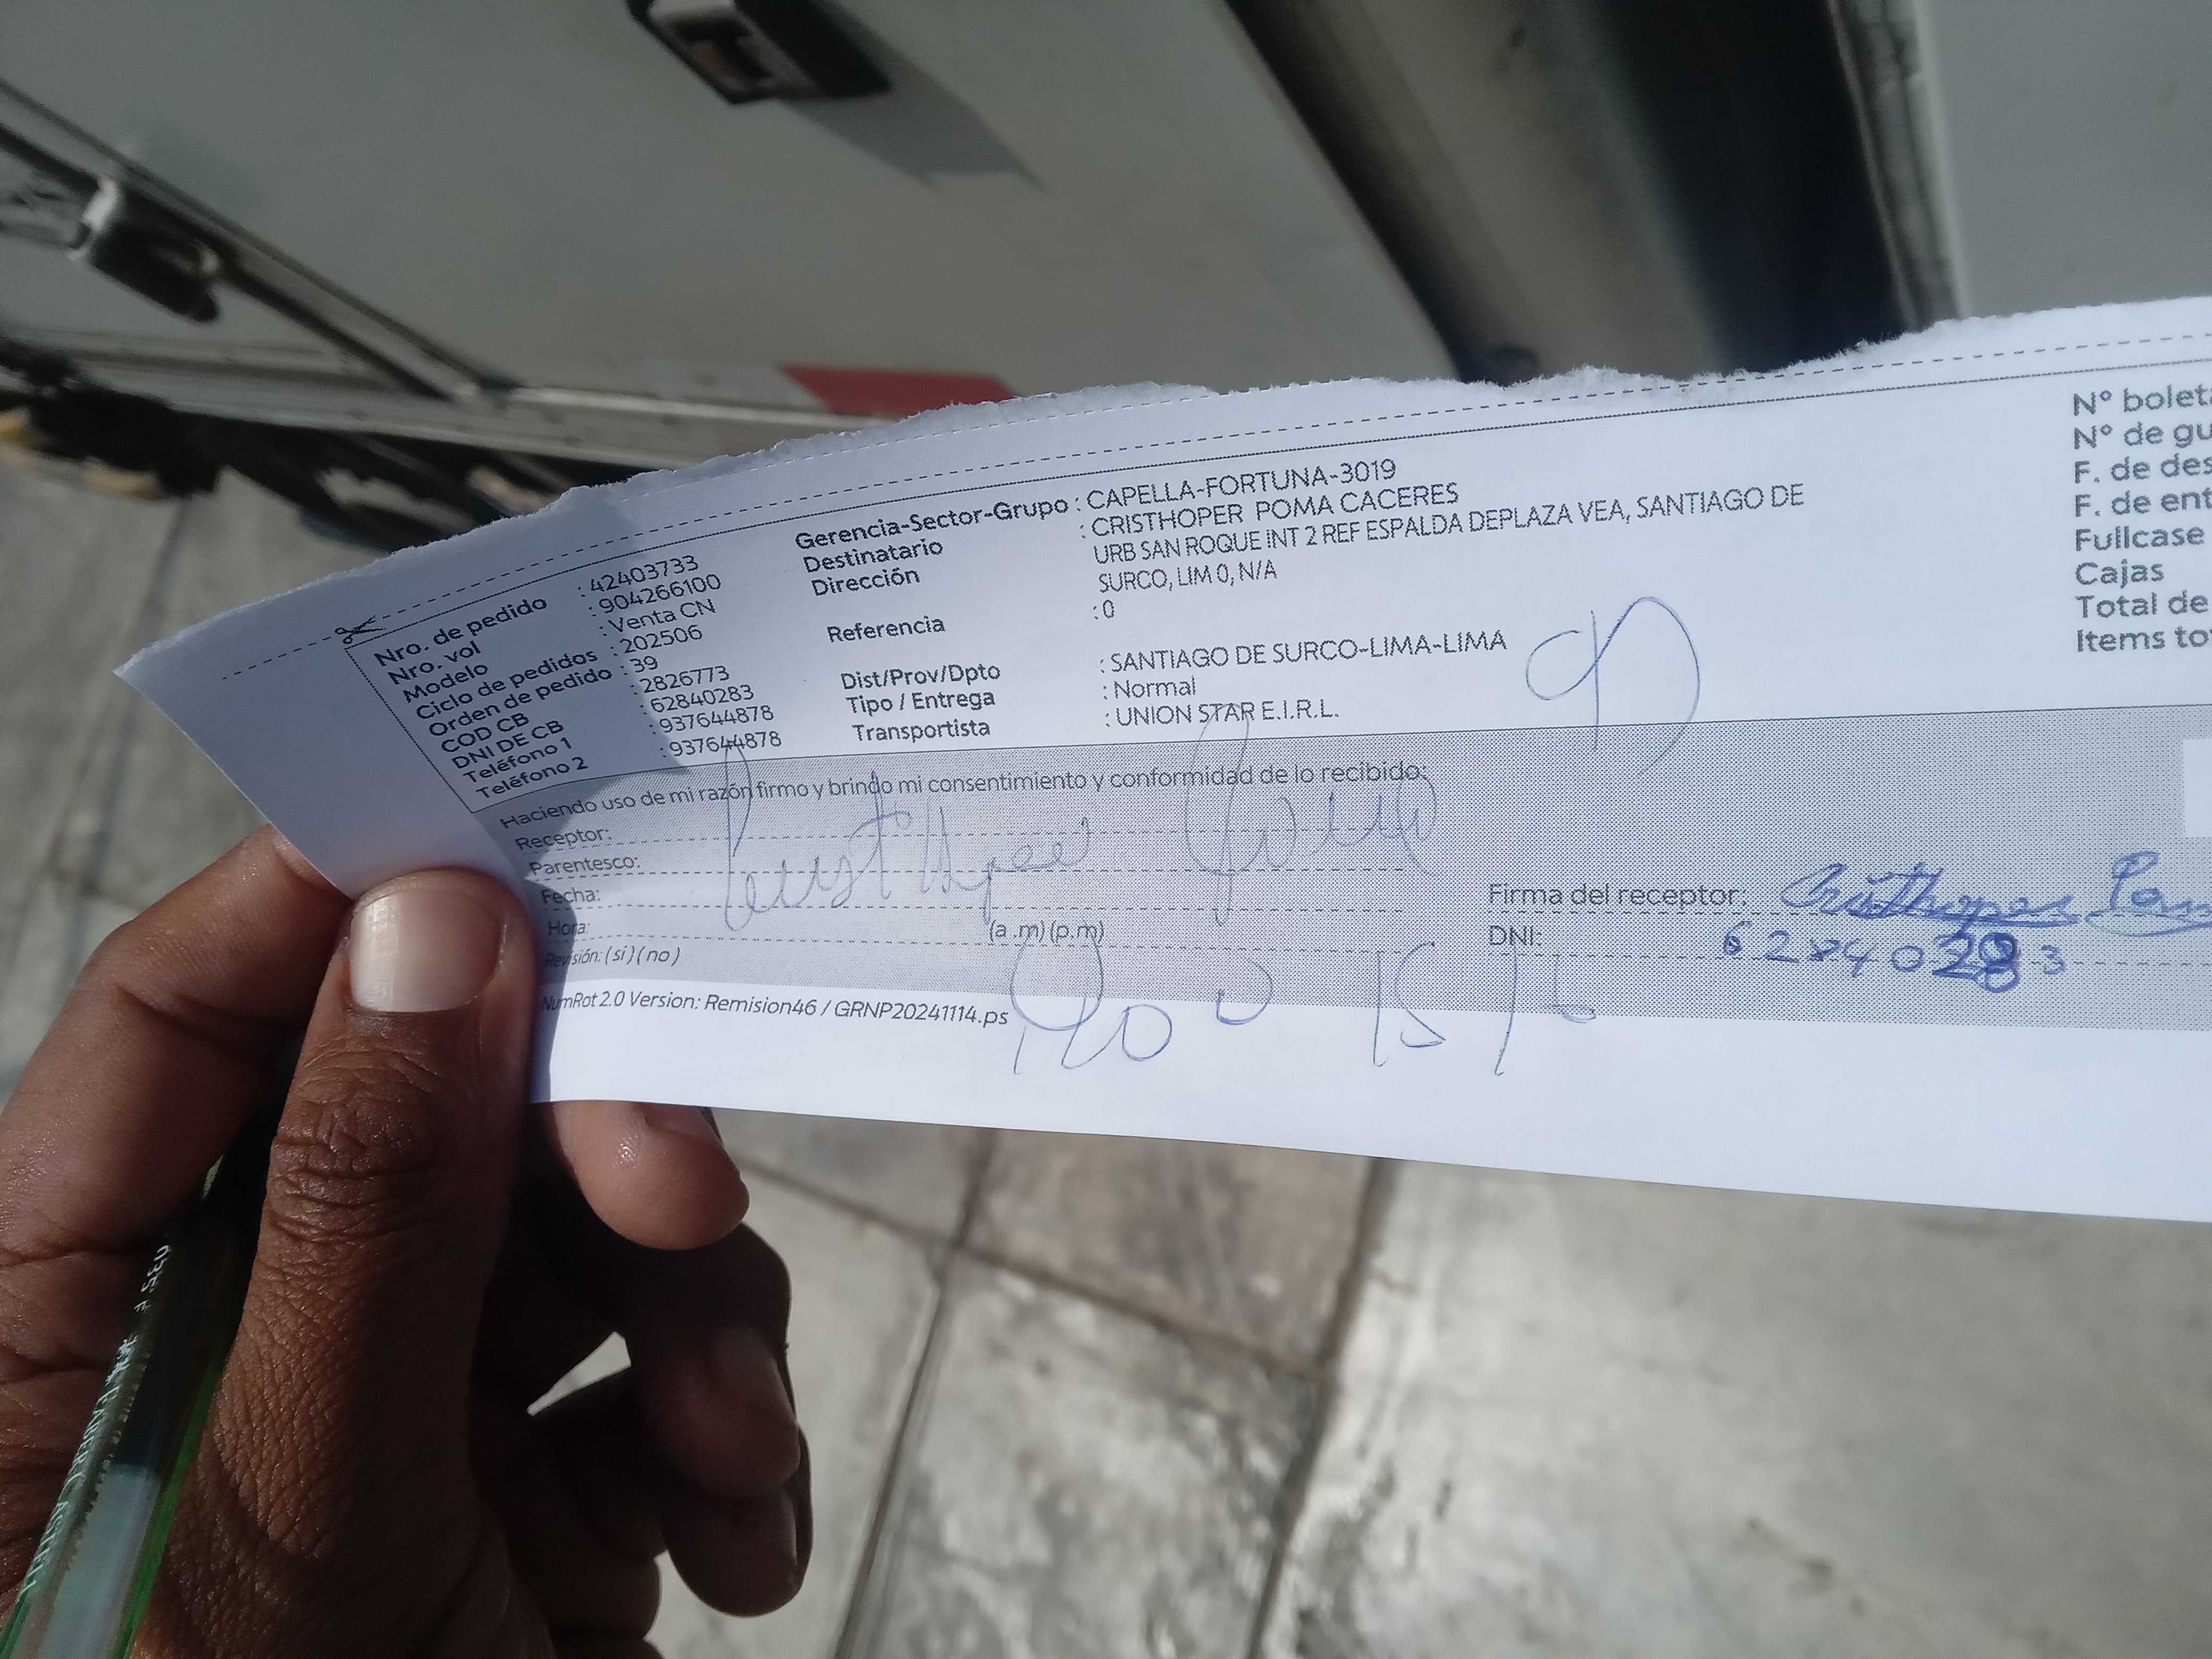 Nro. de pedido : 42403733
Nro. vol : 904266100
Modelo : Venta CN
Ciclo de pedidos : 202506
Orden de pedido : 39
COD CB : 2826773
DNI DE CB : 62840283
Teléfono 1 : 937644878
Teléfono 2 : 937644878
Gerencia-Sector-Grupo : CAPELLA-FORTUNA-3019
Destinatario : CRISTHOPER POMA CACERES
Dirección URB SAN ROQUE INT 2 REF ESPALDA DEPLAZA VEA, SANTIAGO DE
SURCO, LIM 0, N/A
Referencia : 0
Dist/Prov/Dpto : SANTIAGO DE SURCO-LIMA-LIMA
Tipo / Entrega : Normal
Transportista : UNION STAR E.I.R.L.
N° bolet
N° de gu
F. de des
F. de ent
Fullcase
Cajas
Total de
Items to
Haciendo uso de mi razón firmo y brindo mi consentimiento y conformidad de lo recibido:
Receptor:
Parentesco:
Fecha:
Hora: (a .m) (p.m)
Revisión: ( si ) ( no )
Firma del receptor: Cristhoper
DNI: 62840283
NumRot 2.0 Version: Remision46 / GRNP20241114.ps